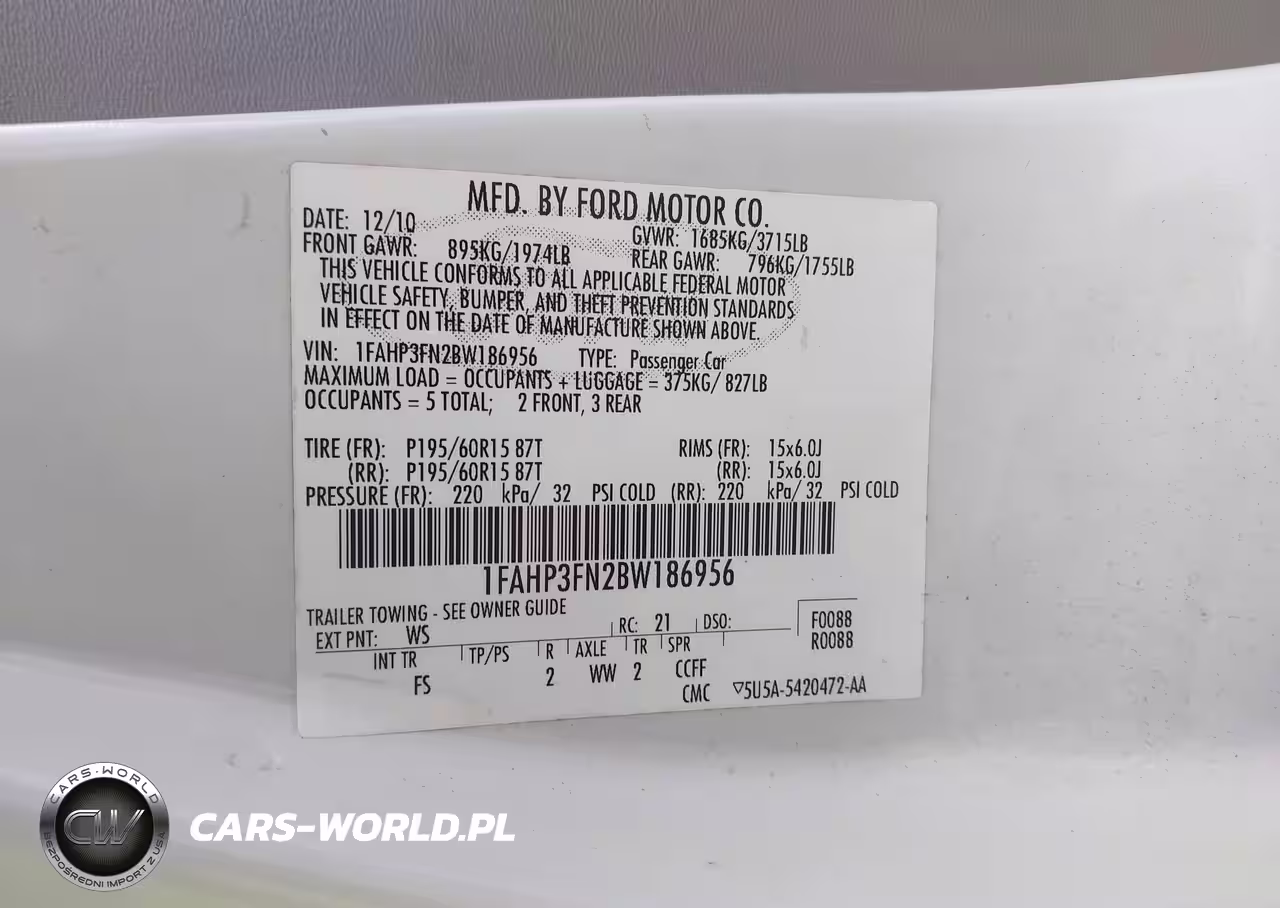 MFD. BY FORD MOTOR CO.
DATE: 12/10
GVWR: 1685KG/3715LB
FRONT GAWR: 895KG/1974LB
REAR GAWR: 796KG/1755LB
THIS VEHICLE CONFORMS TO ALL APPLICABLE FEDERAL MOTOR
VEHICLE SAFETY, BUMPER, AND THEFT PREVENTION STANDARDS
IN EFFECT ON THE DATE OF MANUFACTURE SHOWN ABOVE.
VIN: 1FAHP3FN2BW186956 TYPE: Passenger Car
MAXIMUM LOAD = OCCUPANTS + LUGGAGE = 375KG/ 827LB
OCCUPANTS = 5 TOTAL; 2 FRONT, 3 REAR
TIRE (FR): P195/60R15 87T RIMS (FR): 15x6.0J
(RR): P195/60R15 87T (RR): 15x6.0J
PRESSURE (FR): 220 kPa/ 32 PSI COLD (RR): 220 kPa/ 32 PSI COLD
1FAHP3FN2BW186956
TRAILER TOWING - SEE OWNER GUIDE
EXT PNT: WS RC: 21 DSO: F0088
R0088
INT TR TP/PS R AXLE TR SPR
FS 2 WW 2 CCFF
CMC ▽5U5A-5420472-AA
CARS-WORLD
CW
BEZPOŚREDNI IMPORT Z USA
CARS-WORLD.PL